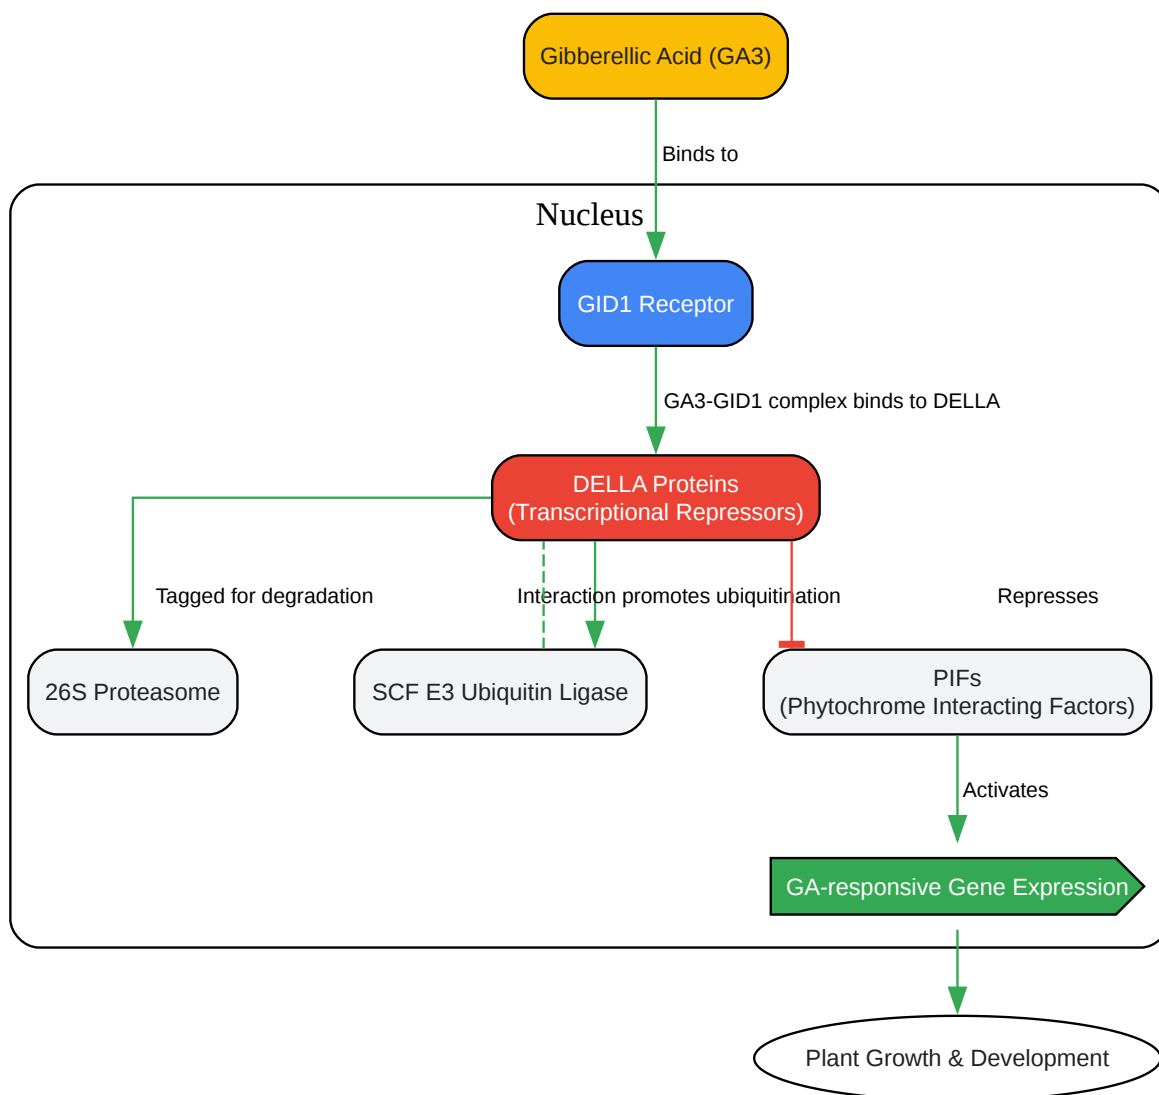 Gibberellic Acid (GA3)
Binds to
Nucleus
GID1 Receptor
GA3-GID1 complex binds to DELLA
DELLA Proteins
(Transcriptional Repressors)
Tagged for degradation
Interaction promotes ubiquitination
Represses
26S Proteasome
SCF E3 Ubiquitin Ligase
PIFs
(Phytochrome Interacting Factors)
Activates
GA-responsive Gene Expression
Plant Growth & Development